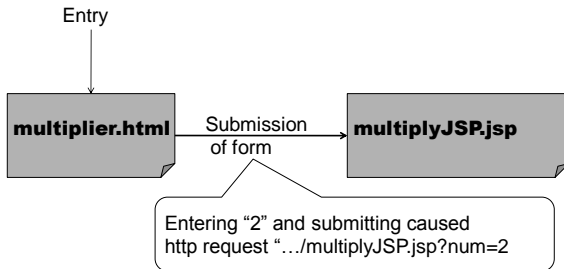 Entry
multiplier.html
Submission
of form
multiplyJSP.jsp
Entering “2” and submitting caused
http request “…/multiplyJSP.jsp?num=2